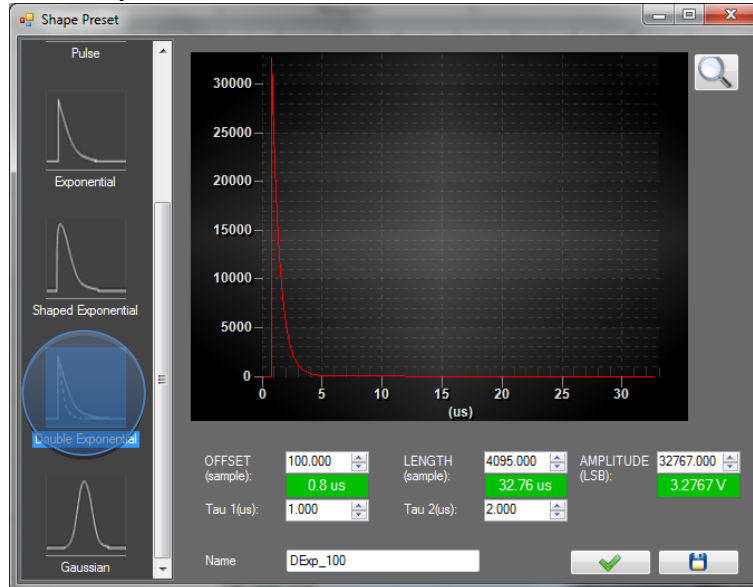 Shape Preset
Pulse
Exponential
Shaped Exponential
Double Exponential
Gaussian
30000
25000
20000
15000
10000
5000
0
0 5 10 15 20 25 30
(us)
OFFSET (sample): 100.000 LENGTH (sample): 4095.000 AMPLITUDE (LSB): 32767.000
0.8 us 32.76 us 3.2767 V
Tau 1(us): 1.000 Tau 2(us): 2.000
Name DExp_100